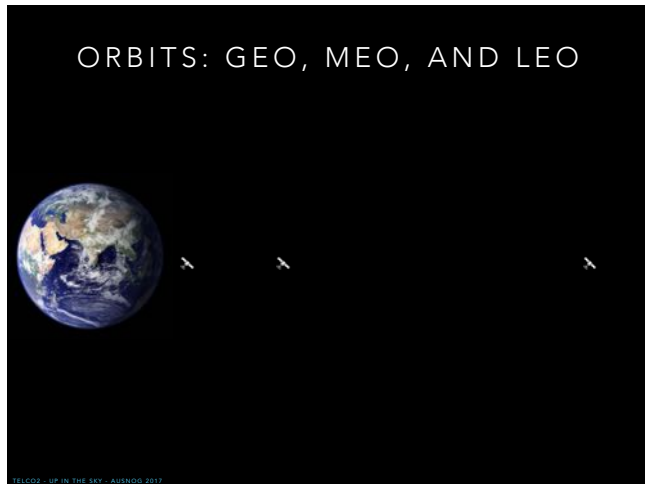 ORBITS: GEO, MEO, AND LEO
TELCO2 - UP IN THE SKY - AUSNOG 2017